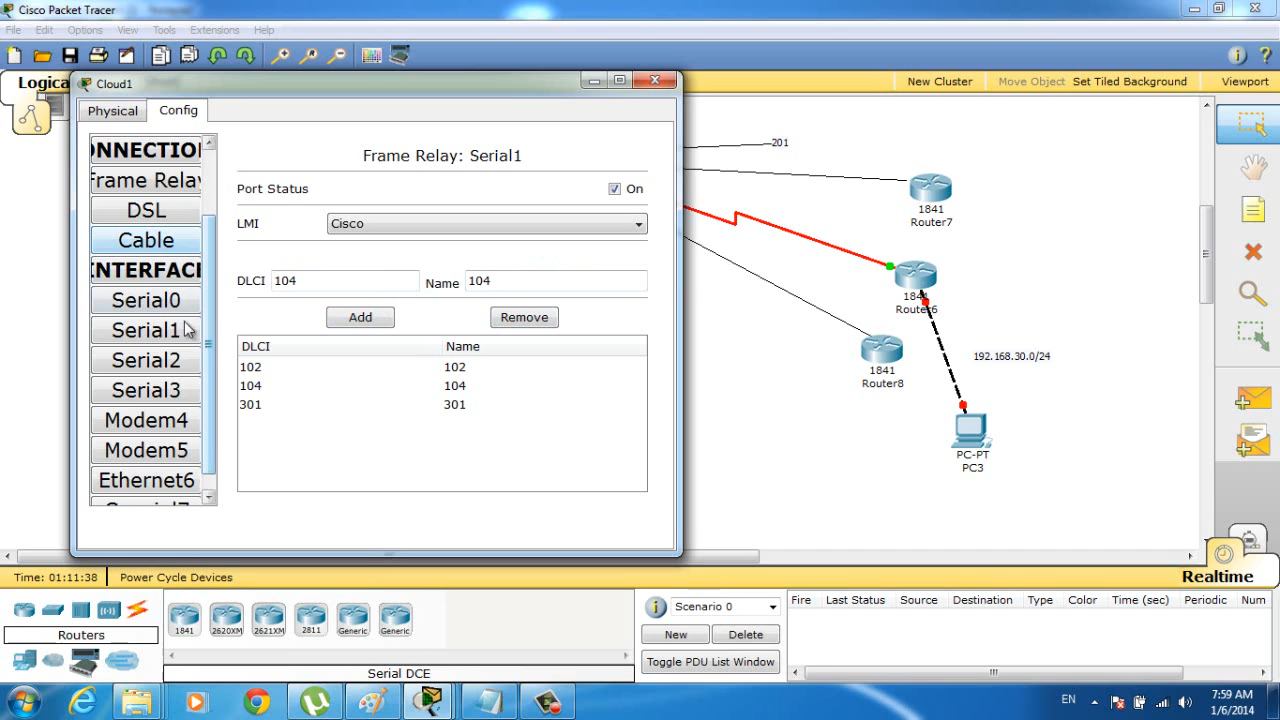 Cisco Packet Tracer
File Edit Options View Tools Extensions Help
Logica
New Cluster Move Object Set Tiled Background Viewport
Cloud1
Physical Config
ONNECTIO
Frame Relay
DSL
Cable
INTERFACE
Serial0
Serial1
Serial2
Serial3
Modem4
Modem5
Ethernet6
Frame Relay: Serial1
Port Status On
LMI Cisco
DLCI 104 Name 104
Add Remove
DLCI Name
102 102
104 104
301 301
201
1841
Router7
1841
Router6
1841
Router8
192.168.30.0/24
PC-PT
PC3
Realtime
Time: 01:11:38 Power Cycle Devices
Routers
1841 2620XM 2621XM 2811 Generic Generic
Serial DCE
Scenario 0
New Delete
Toggle PDU List Window
Fire Last Status Source Destination Type Color Time (sec) Periodic Num
EN
7:59 AM
1/6/2014